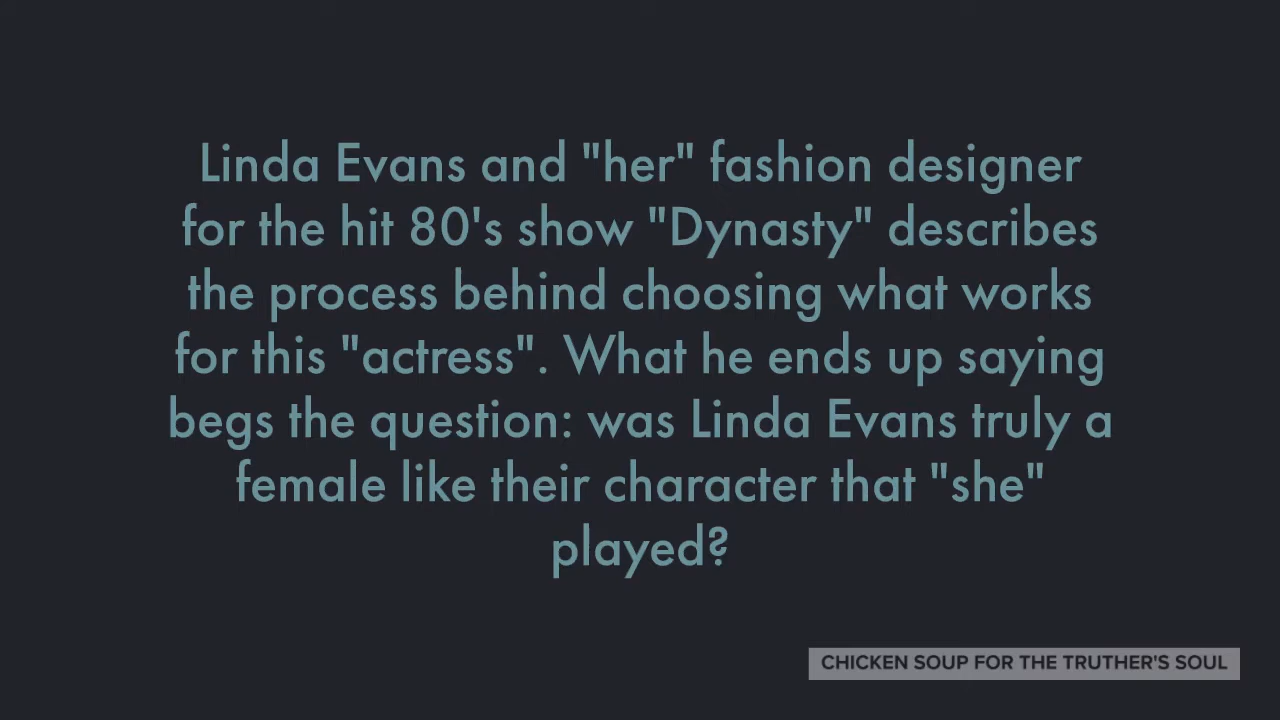 Linda Evans and "her" fashion designer
for the hit 80's show "Dynasty" describes
the process behind choosing what works
for this "actress". What he ends up saying
begs the question: was Linda Evans truly a
female like their character that "she"
played?
CHICKEN SOUP FOR THE TRUTHER'S SOUL